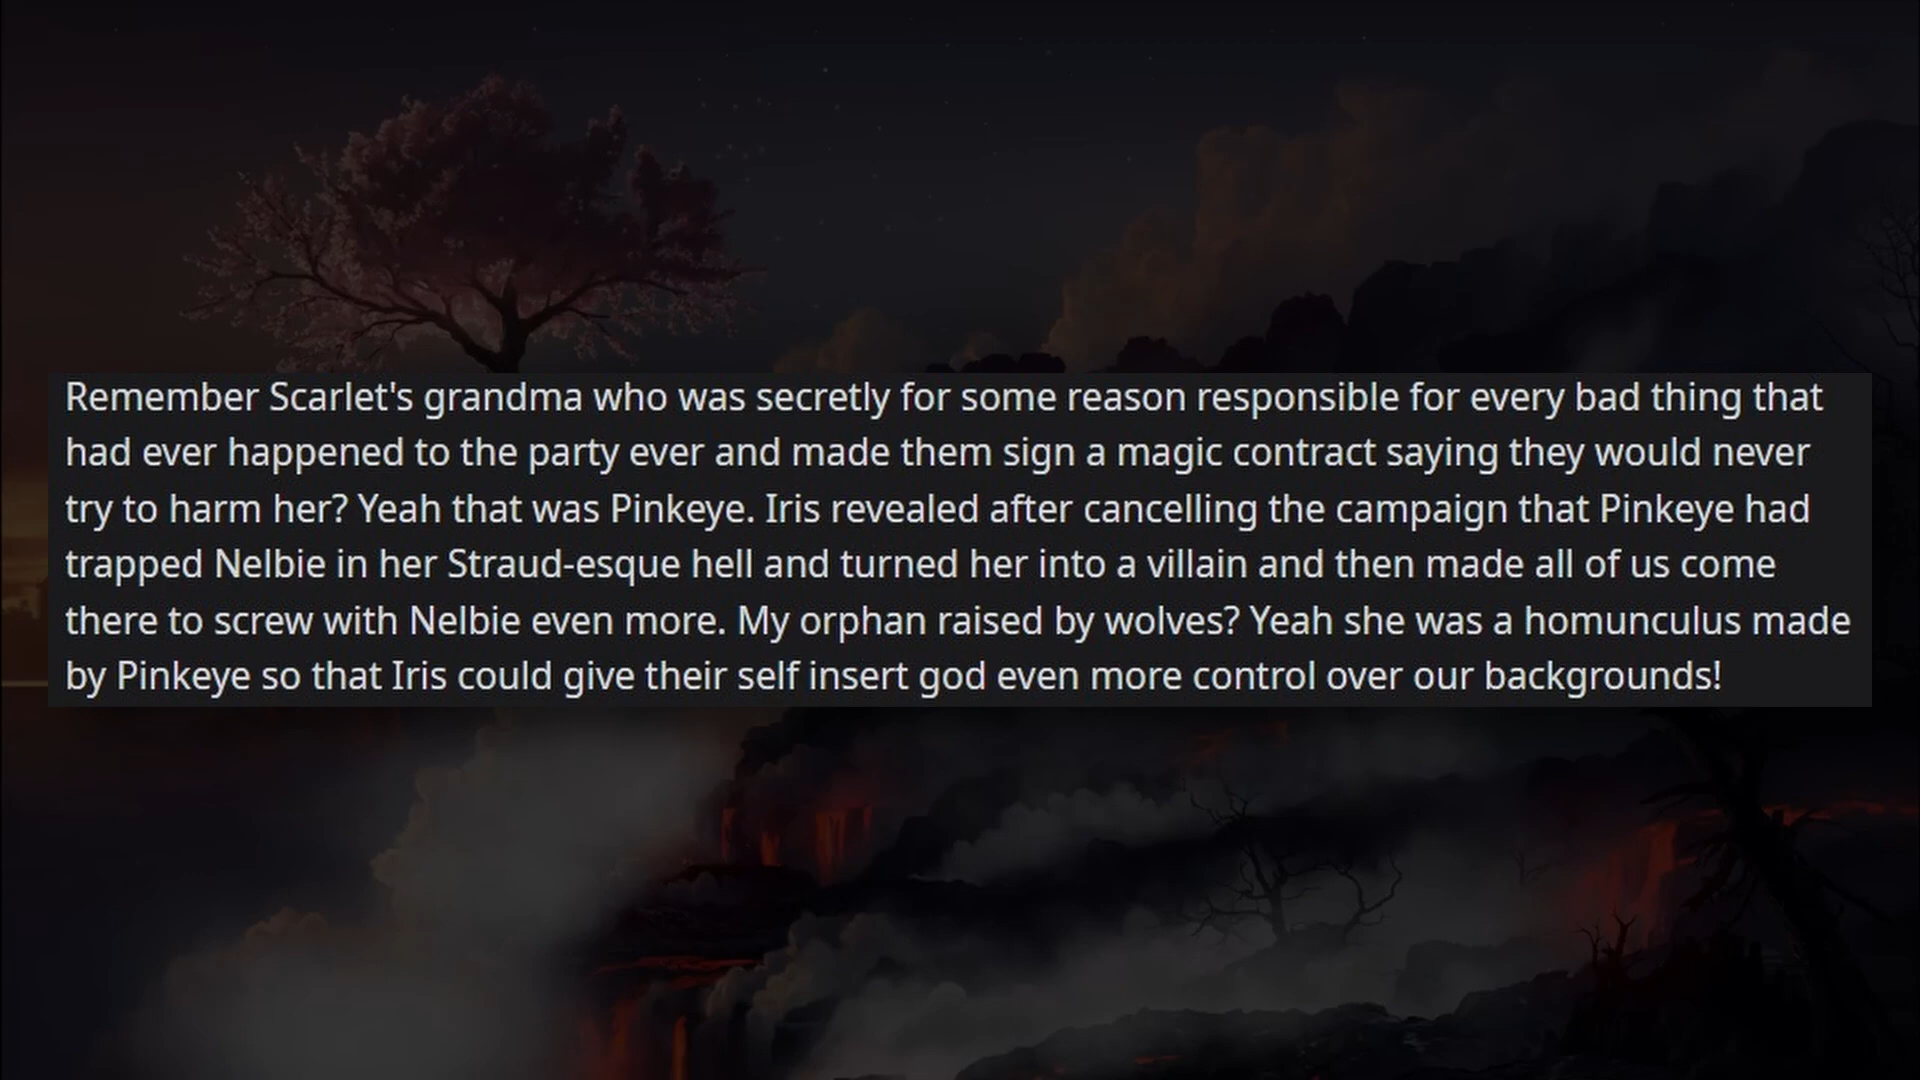 Remember Scarlet's grandma who was secretly for some reason responsible for every bad thing that
had ever happened to the party ever and made them sign a magic contract saying they would never
try to harm her? Yeah that was Pinkeye. Iris revealed after cancelling the campaign that Pinkeye had
trapped Nelbie in her Straud-esque hell and turned her into a villain and then made all of us come
there to screw with Nelbie even more. My orphan raised by wolves? Yeah she was a homunculus made
by Pinkeye so that Iris could give their self insert god even more control over our backgrounds!